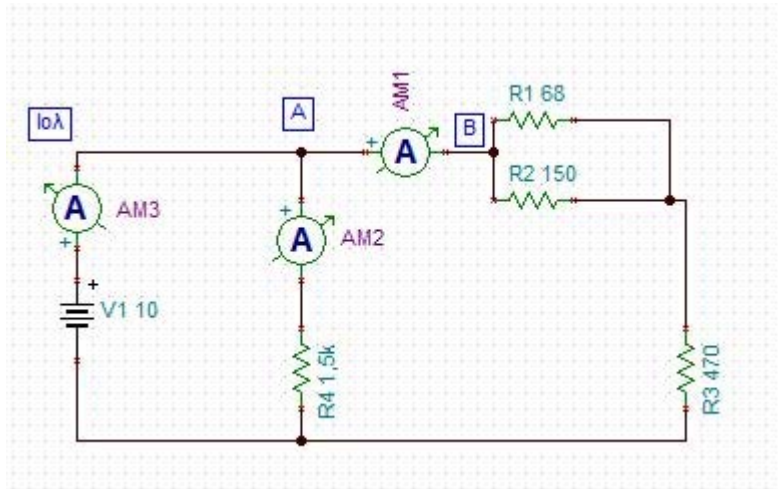 Ιολ
A
AM1
B
R1 68
R2 150
A
A
AM3
+
A
+
AM2
+
+
V1 10
R4 1,5k
R3 470